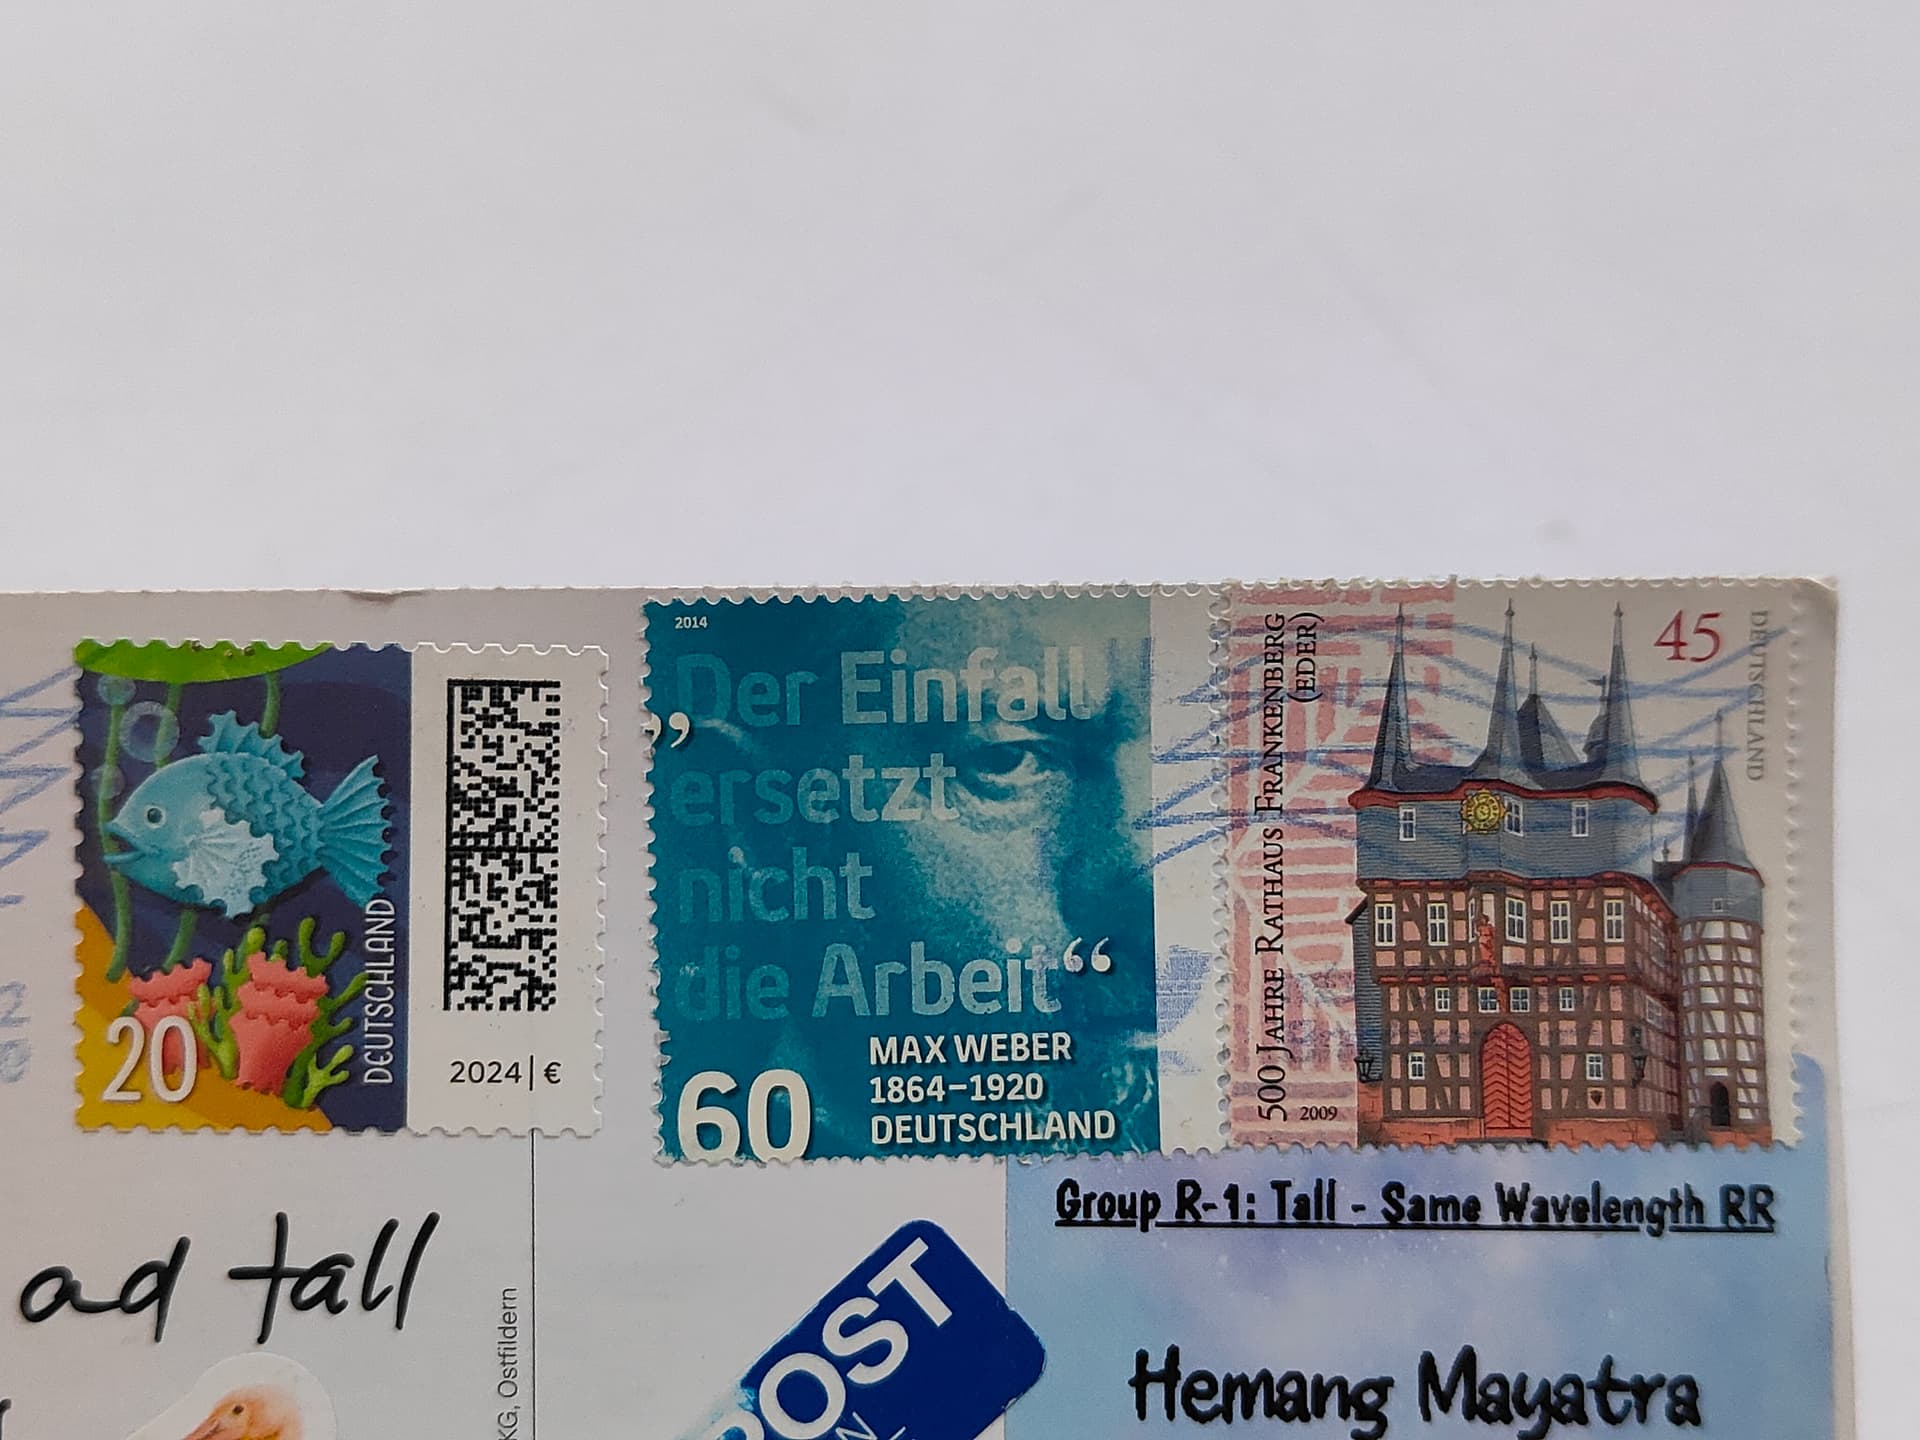 20
DEUTSCHLAND
2024 | €
2014
„Der Einfall
ersetzt
nicht
die Arbeit“
60
MAX WEBER
1864–1920
DEUTSCHLAND
500 JAHRE RATHAUS FRANKENBERG
(EDER)
2009
45
DEUTSCHLAND
ad tall
KG, Ostfildern
POST
Group R-1: Tall - Same Wavelength RR
Hemang Mayatra